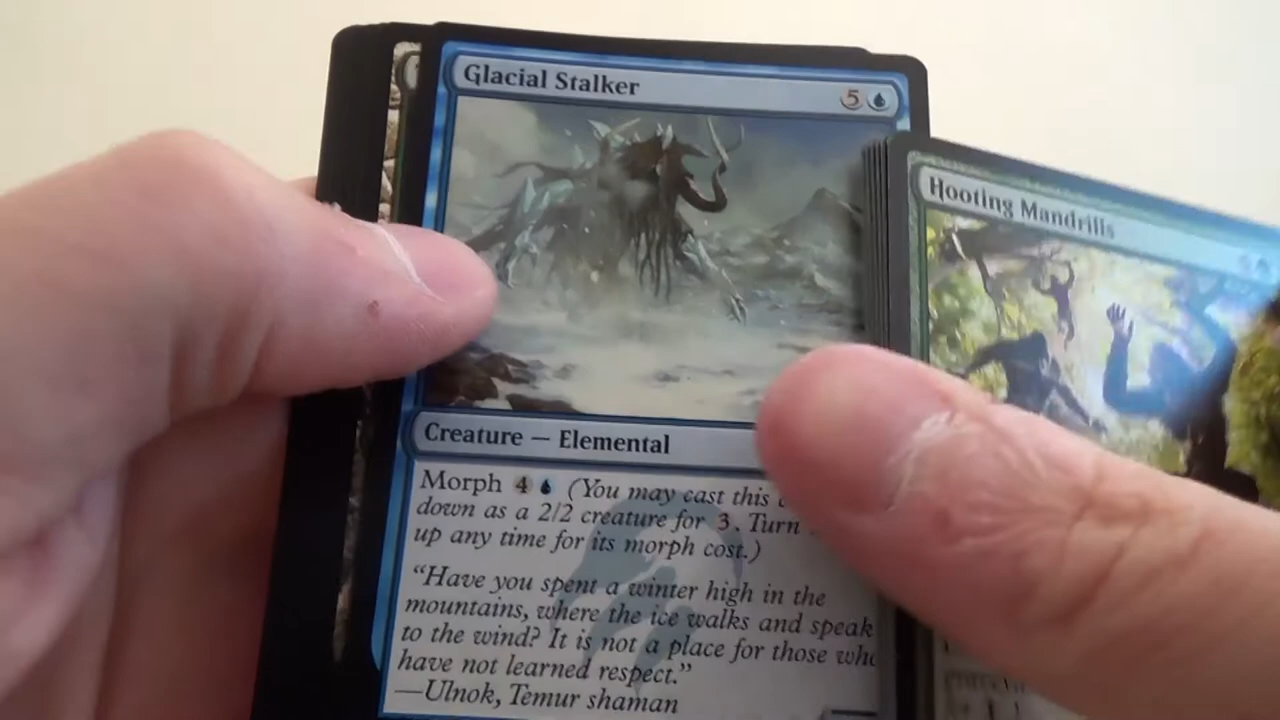 Glacial Stalker
5
Hooting Mandrills
Creature — Elemental
Morph 4 (You may cast this
down as a 2/2 creature for 3. Turn
up any time for its morph cost.)
“Have you spent a winter high in the
mountains, where the ice walks and speak
to the wind? It is not a place for those who
have not learned respect.”
—Ulnok, Temur shaman